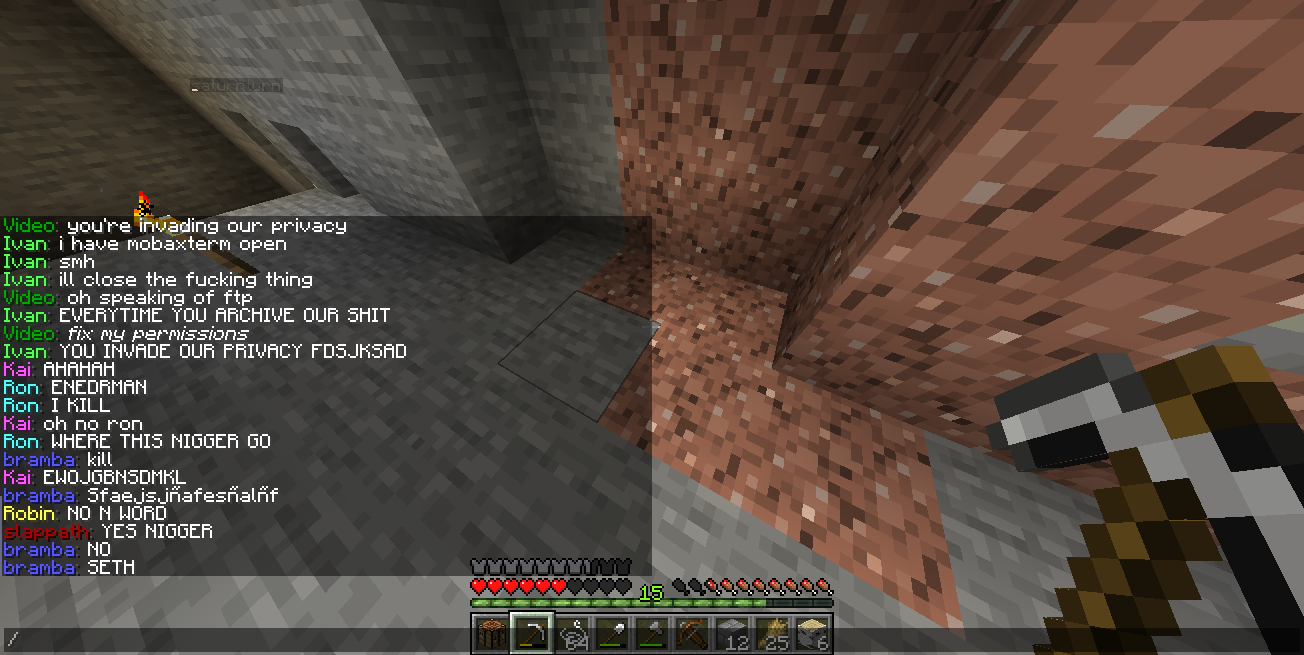 Video: you're invading our privacy
Ivan: i have mobaxterm open
Ivan: smh
Ivan: ill close the fucking thing
Video: oh speaking of ftp
Ivan: EVERYTIME YOU ARCHIVE OUR SHIT
Video: fix my permissions
Ivan: YOU INVADE OUR PRIVACY FDSJKSAD
Kai: AHAHAH
Ron: ENEDRMAN
Ron: I KILL
Kai: oh no ron
Ron: WHERE THIS NIGGER GO
bramba: kill
Kai: EWOJGBNSDMKL
bramba: Sfaejsjñafesñalñf
Robin: NO N WORD
slappath: YES NIGGER
bramba: NO
bramba: SETH
15
64 12 25 6
/